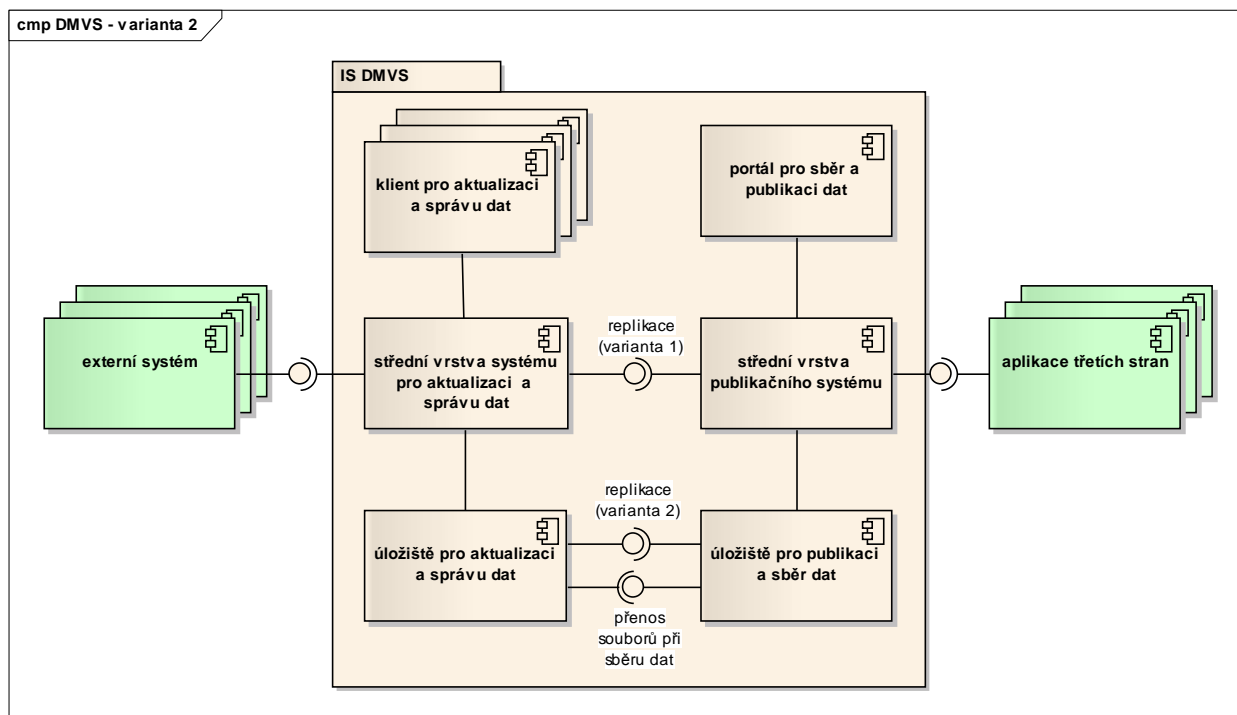 cmp DMVS - varianta 2
IS DMVS
klient pro aktualizaci
a správu dat
portál pro sběr a
publikaci dat
externí systém
střední vrstva systému
pro aktualizaci a
správu dat
replikace
(varianta 1)
střední vrstva
publikačního systému
aplikace třetích stran
replikace
(varianta 2)
úložiště pro aktualizaci
a správu dat
úložiště pro publikaci
a sběr dat
přenos
souborů při
sběru dat